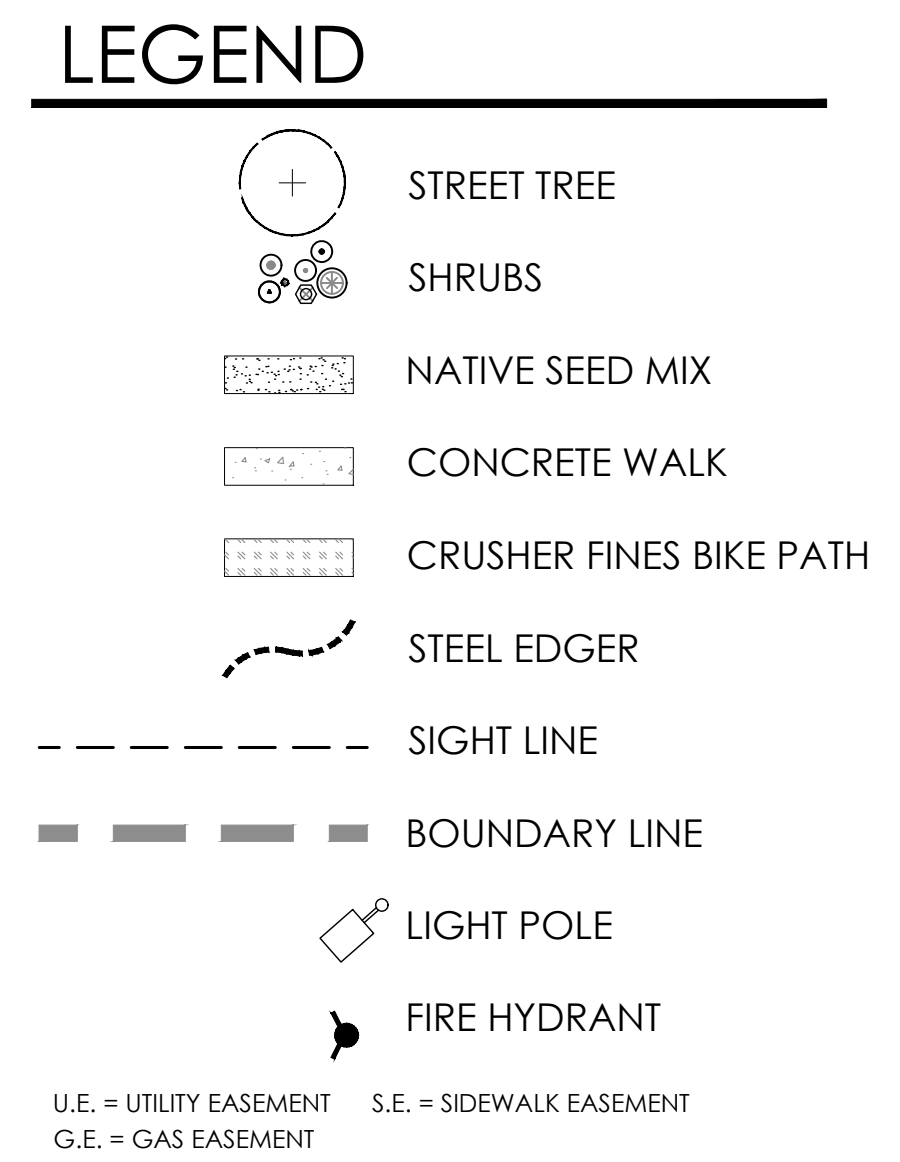 LEGEND
STREET TREE
SHRUBS
NATIVE SEED MIX
CONCRETE WALK
CRUSHER FINES BIKE PATH
STEEL EDGER
SIGHT LINE
BOUNDARY LINE
LIGHT POLE
FIRE HYDRANT
U.E. = UTILITY EASEMENT S.E. = SIDEWALK EASEMENT
G.E. = GAS EASEMENT